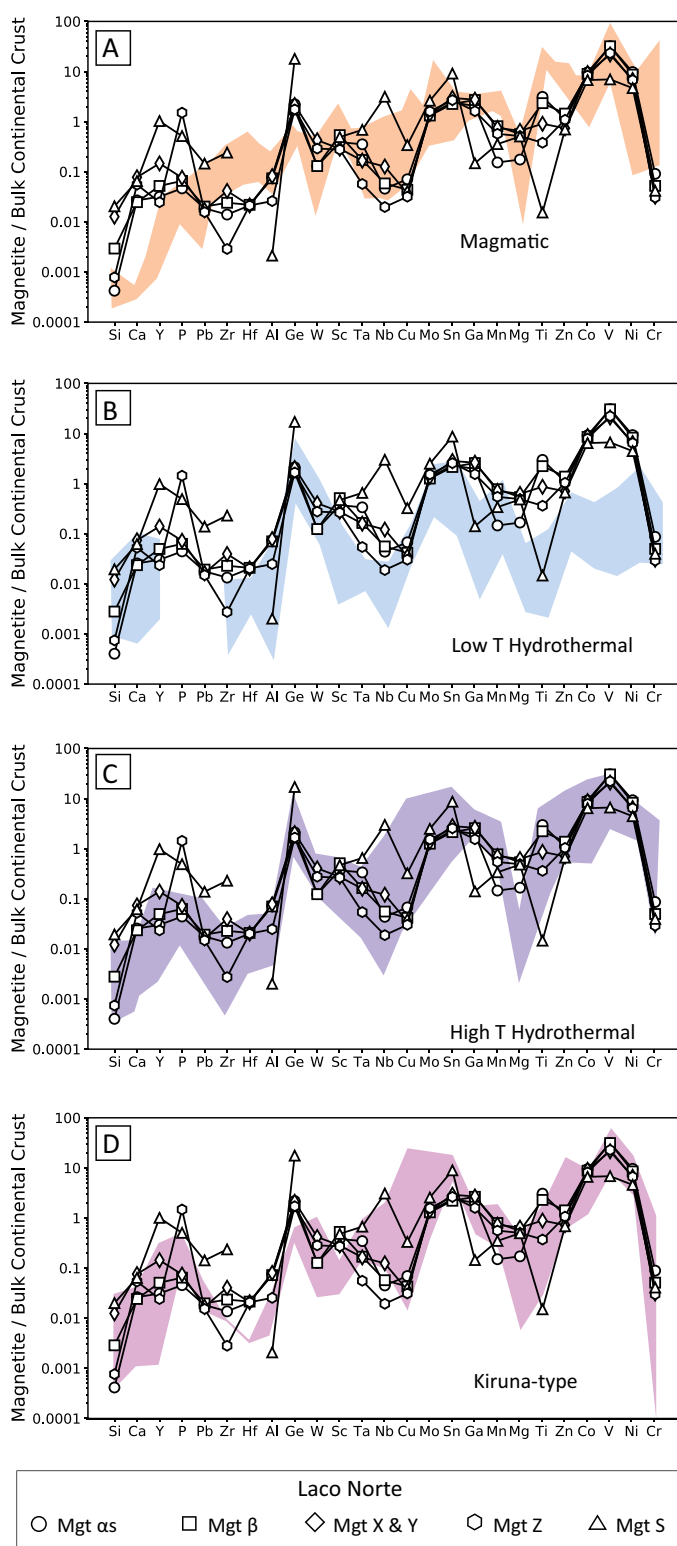 A
Magnetite / Bulk Continental Crust
100
10
1
0.1
0.01
0.001
0.0001
Magmatic
Si Ca Y P Pb Zr Hf Al Ge W Sc Ta Nb Cu Mo Sn Ga Mn Mg Ti Zn Co V Ni Cr
B
Magnetite / Bulk Continental Crust
100
10
1
0.1
0.01
0.001
0.0001
Low T Hydrothermal
Si Ca Y P Pb Zr Hf Al Ge W Sc Ta Nb Cu Mo Sn Ga Mn Mg Ti Zn Co V Ni Cr
C
Magnetite / Bulk Continental Crust
100
10
1
0.1
0.01
0.001
0.0001
High T Hydrothermal
Si Ca Y P Pb Zr Hf Al Ge W Sc Ta Nb Cu Mo Sn Ga Mn Mg Ti Zn Co V Ni Cr
D
Magnetite / Bulk Continental Crust
100
10
1
0.1
0.01
0.001
0.0001
Kiruna-type
Si Ca Y P Pb Zr Hf Al Ge W Sc Ta Nb Cu Mo Sn Ga Mn Mg Ti Zn Co V Ni Cr
Laco Norte
Mgt αs Mgt β Mgt X & Y Mgt Z Mgt S